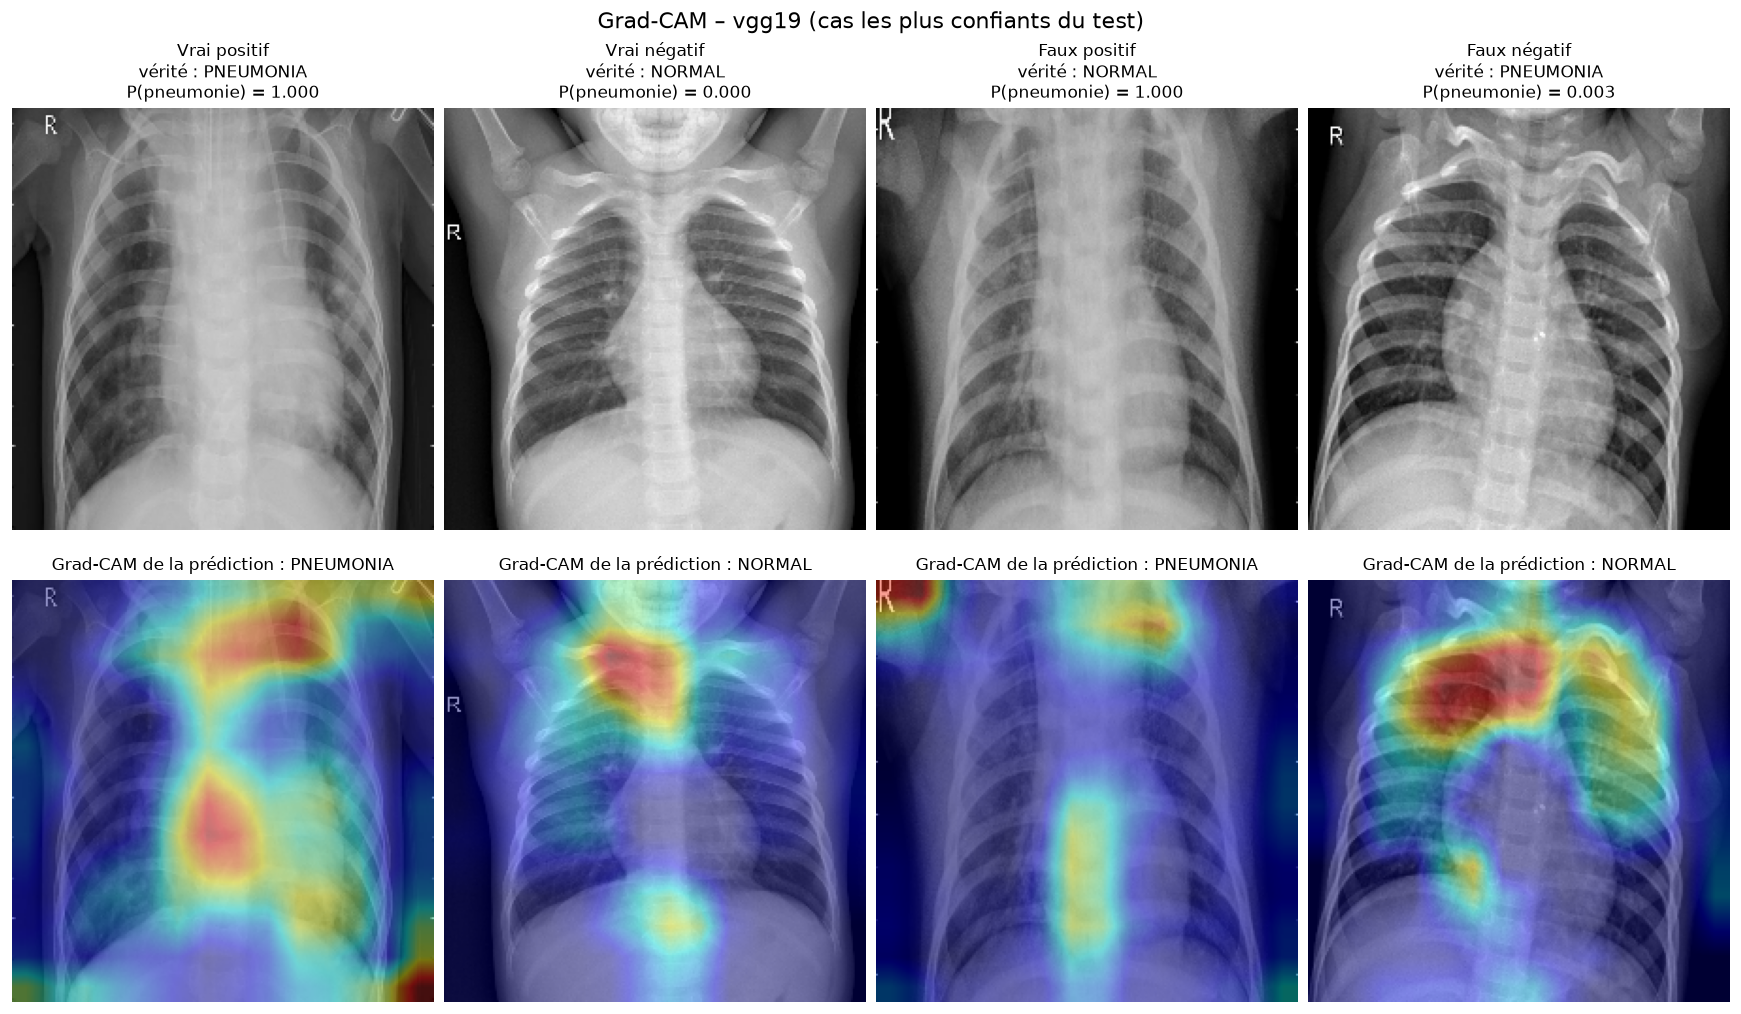 Grad-CAM – vgg19 (cas les plus confiants du test)
Vrai positif
vérité : PNEUMONIA
P(pneumonie) = 1.000
Vrai négatif
vérité : NORMAL
P(pneumonie) = 0.000
Faux positif
vérité : NORMAL
P(pneumonie) = 1.000
Faux négatif
vérité : PNEUMONIA
P(pneumonie) = 0.003
R
R
R
R
Grad-CAM de la prédiction : PNEUMONIA
Grad-CAM de la prédiction : NORMAL
Grad-CAM de la prédiction : PNEUMONIA
Grad-CAM de la prédiction : NORMAL
R
R
R
R